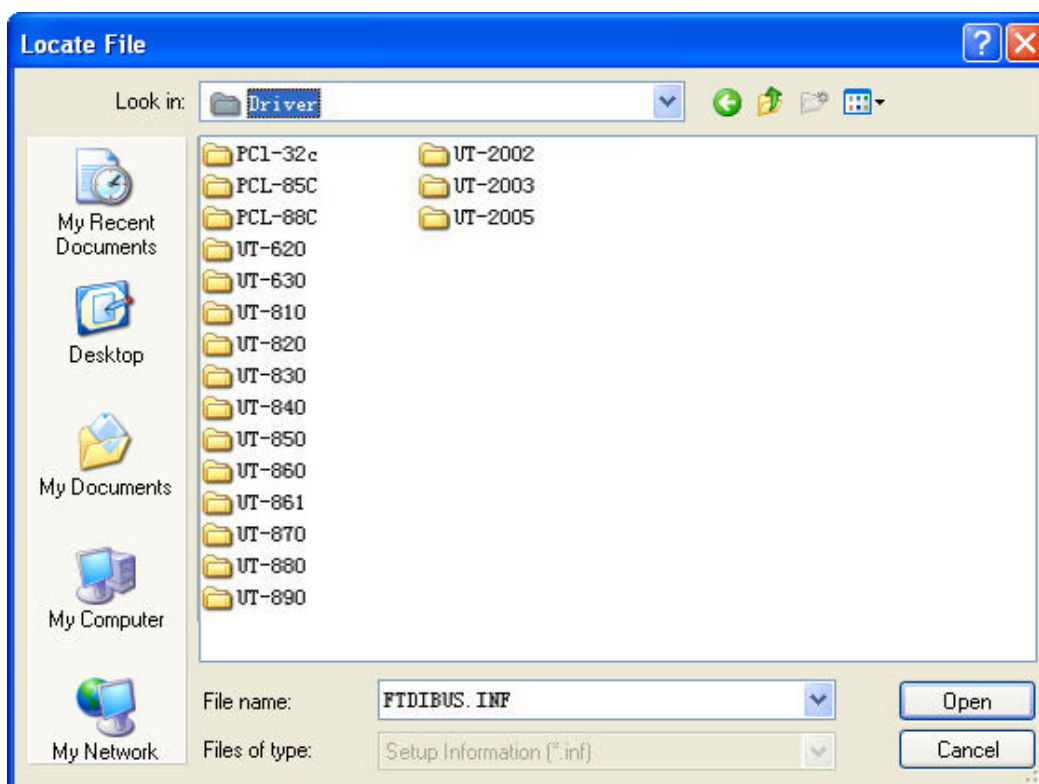 Locate File
Look in:
Driver
My Recent
Documents
Desktop
My Documents
My Computer
My Network
PCl-32c
PCL-85C
PCL-88C
UT-620
UT-630
UT-810
UT-820
UT-830
UT-840
UT-850
UT-860
UT-861
UT-870
UT-880
UT-890
UT-2002
UT-2003
UT-2005
File name:
FTDIBUS.INF
Open
Files of type:
Setup Information (*.inf)
Cancel